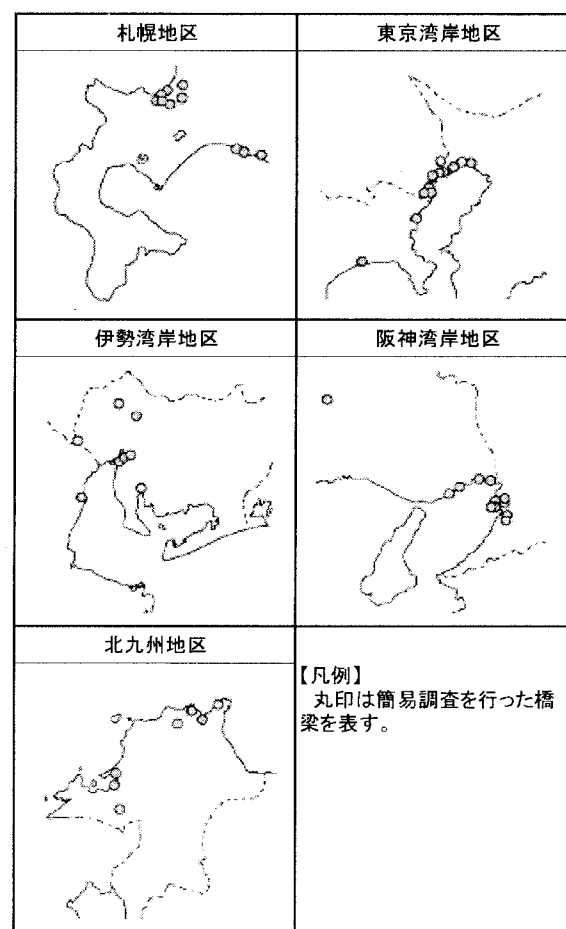 札幌地区
東京湾岸地区
伊勢湾岸地区
阪神湾岸地区
北九州地区
【凡例】
丸印は簡易調査を行った橋
梁を表す。